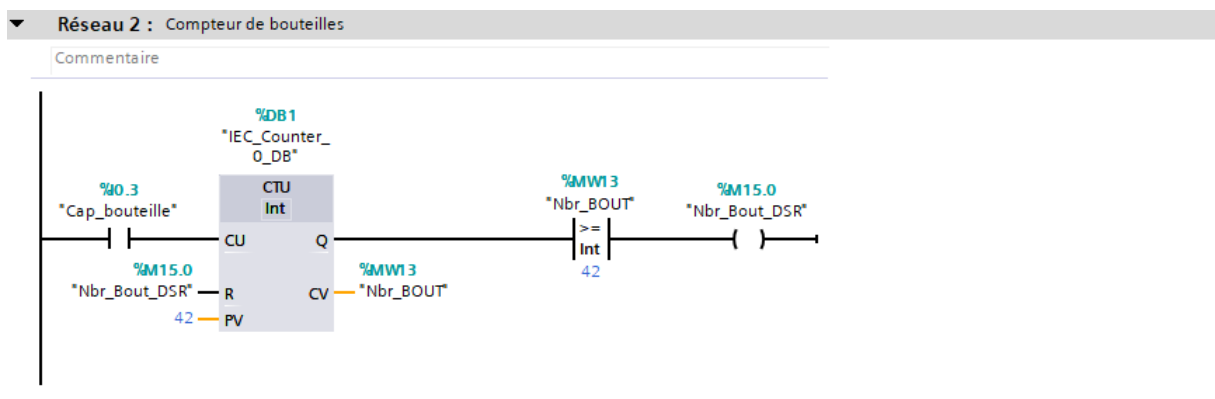 Réseau 2 : Compteur de bouteilles
Commentaire
%DB1
"IEC_Counter_
0_DB"
%I0.3
"Cap_bouteille"
CTU
Int
%MW13
"Nbr_BOUT"
%M15.0
"Nbr_Bout_DSR"
CU
Q
>=
Int
42
%M15.0
"Nbr_Bout_DSR"
R
%MW13
CV
"Nbr_BOUT"
42
PV